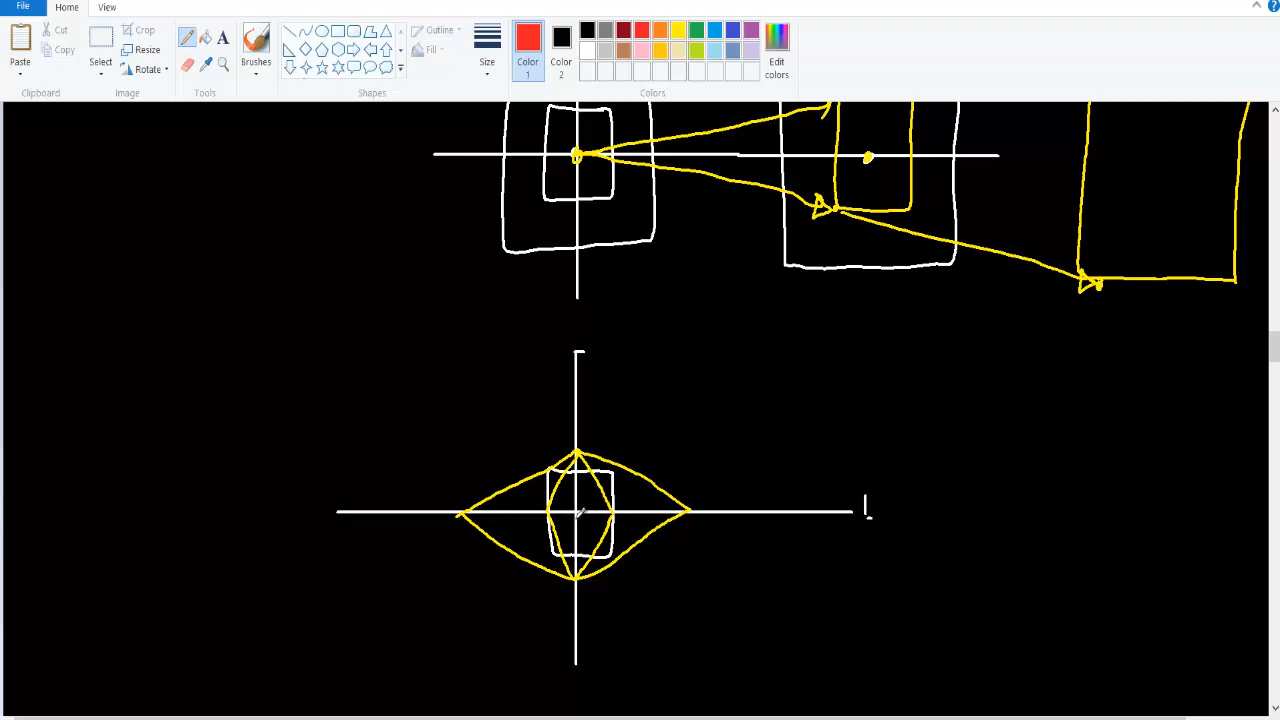 File Home View
Paste
Cut
Copy
Clipboard
Select
Crop
Resize
Rotate
Image
A
Tools
Brushes
Outline
Fill
Shapes
Size
Color
1
Color
2
Edit
colors
Colors